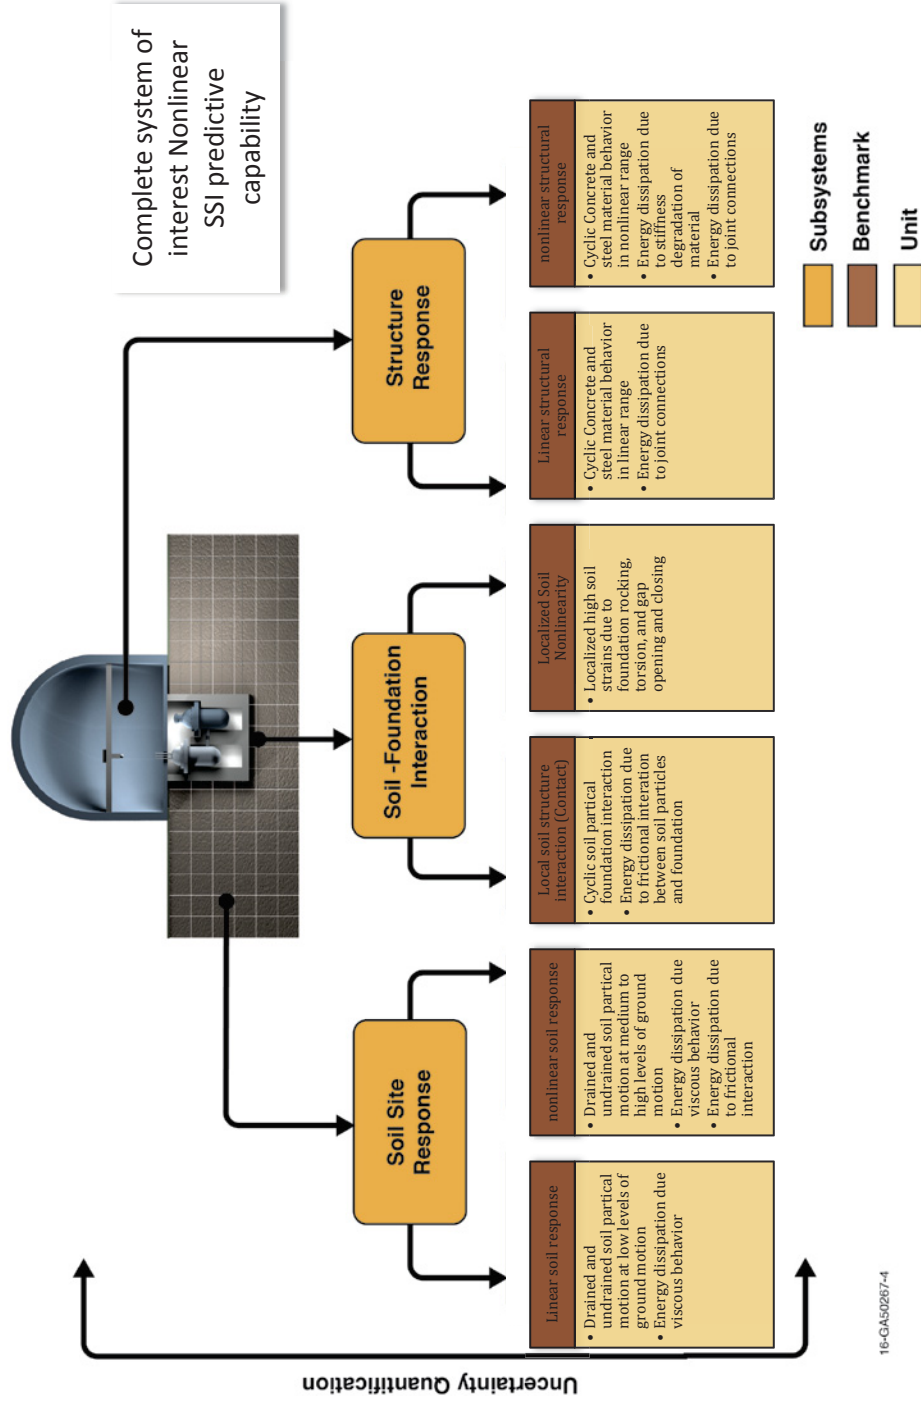 Complete system of
interest Nonlinear
SSI predictive
capability
Uncertainty Quantification
Soil Site
Response
Soil -Foundation
Interaction
Structure
Response
Linear soil response
• Drained and
undrained soil partical
motion at low levels of
ground motion
• Energy dissipation due
viscous behavior
nonlinear soil response
• Drained and
undrained soil partical
motion at medium to
high levels of ground
motion
• Energy dissipation due
viscous behavior
• Energy dissipation due
to frictional
interaction
Local soil structure
interaction (Contact)
• Cyclic soil partical
foundation interaction
• Energy dissipation due
to frictional interation
between soil particles
and foundation
Localized Soil
Nonlinearity
• Localized high soil
strains due to
foundation rocking,
torsion, and gap
opening and closing
Linear structural
response
• Cyclic Concrete and
steel material behavior
in linear range
• Energy dissipation due
to joint connections
nonlinear structural
response
• Cyclic Concrete and
steel material behavior
in nonlinear range
• Energy dissipation due
to stiffness
degradation of
material
• Energy dissipation due
to joint connections
Subsystems
Benchmark
Unit
16-GA50267-4